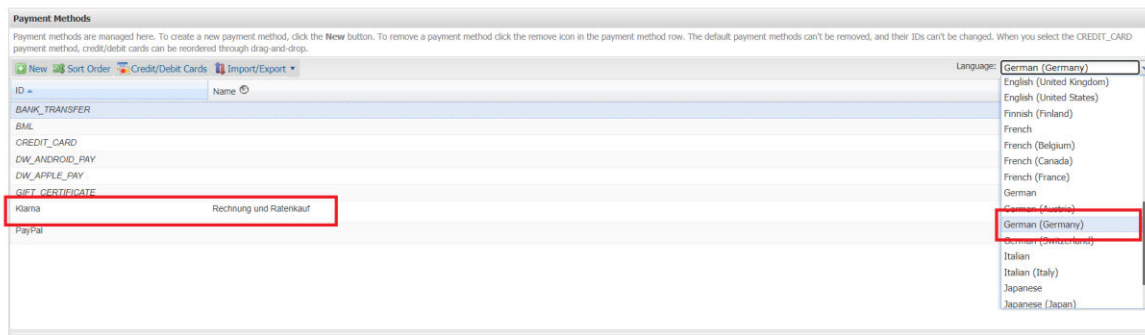 Payment Methods
Payment methods are managed here. To create a new payment method, click the New button. To remove a payment method click the remove icon in the payment method row. The default payment methods can't be removed, and their IDs can't be changed. When you select the CREDIT_CARD
payment method, credit/debit cards can be reordered through drag-and-drop.
New Sort Order Credit/Debit Cards Import/Export Language: German (Germany)
ID Name
BANK_TRANSFER
BML
CREDIT_CARD
DW_ANDROID_PAY
DW_APPLE_PAY
GIFT_CERTIFICATE
Klarna Rechnung und Ratenkauf
PayPal
English (United Kingdom)
English (United States)
Finnish (Finland)
French
French (Belgium)
French (Canada)
French (France)
German
German (Austria)
German (Germany)
German (Switzerland)
Italian
Italian (Italy)
Japanese
Japanese (Japan)